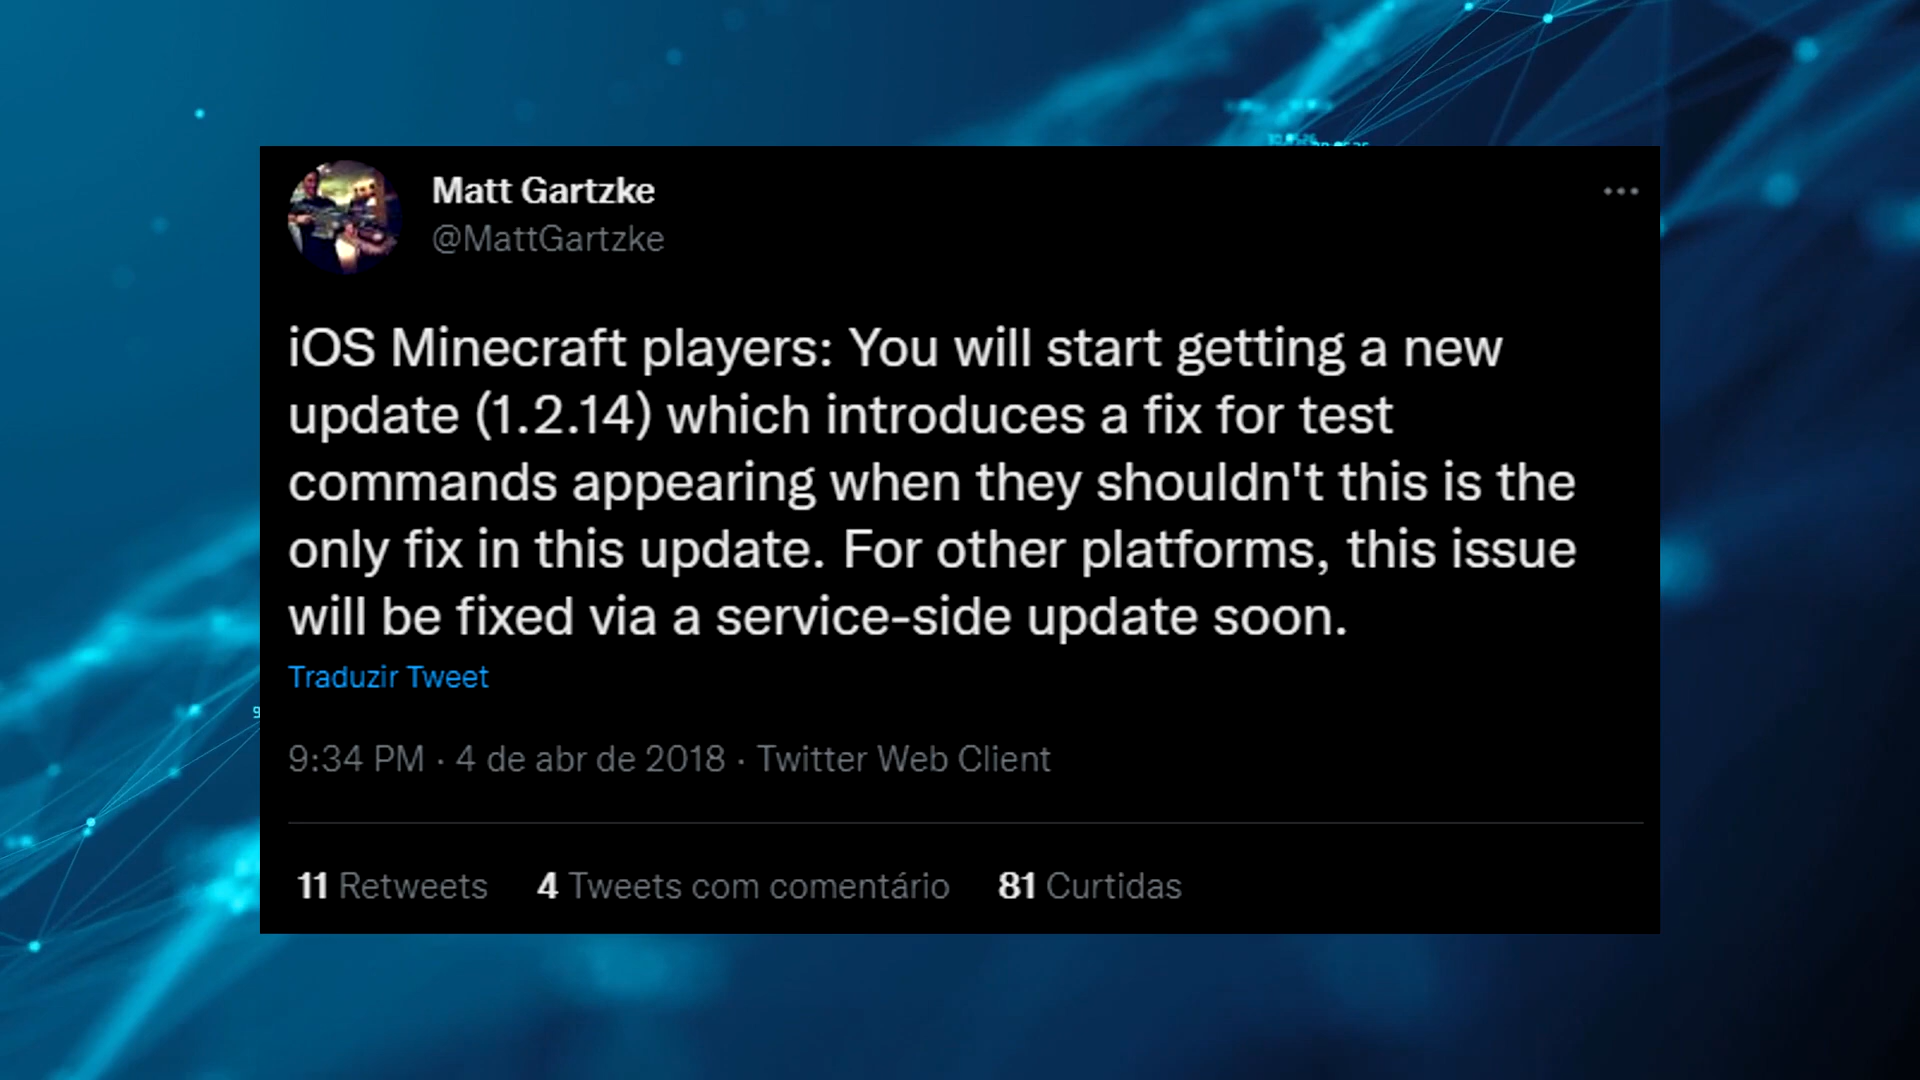 Matt Gartzke
@MattGartzke
iOS Minecraft players: You will start getting a new
update (1.2.14) which introduces a fix for test
commands appearing when they shouldn't this is the
only fix in this update. For other platforms, this issue
will be fixed via a service-side update soon.
Traduzir Tweet
9:34 PM · 4 de abr de 2018 · Twitter Web Client
11 Retweets 4 Tweets com comentário 81 Curtidas